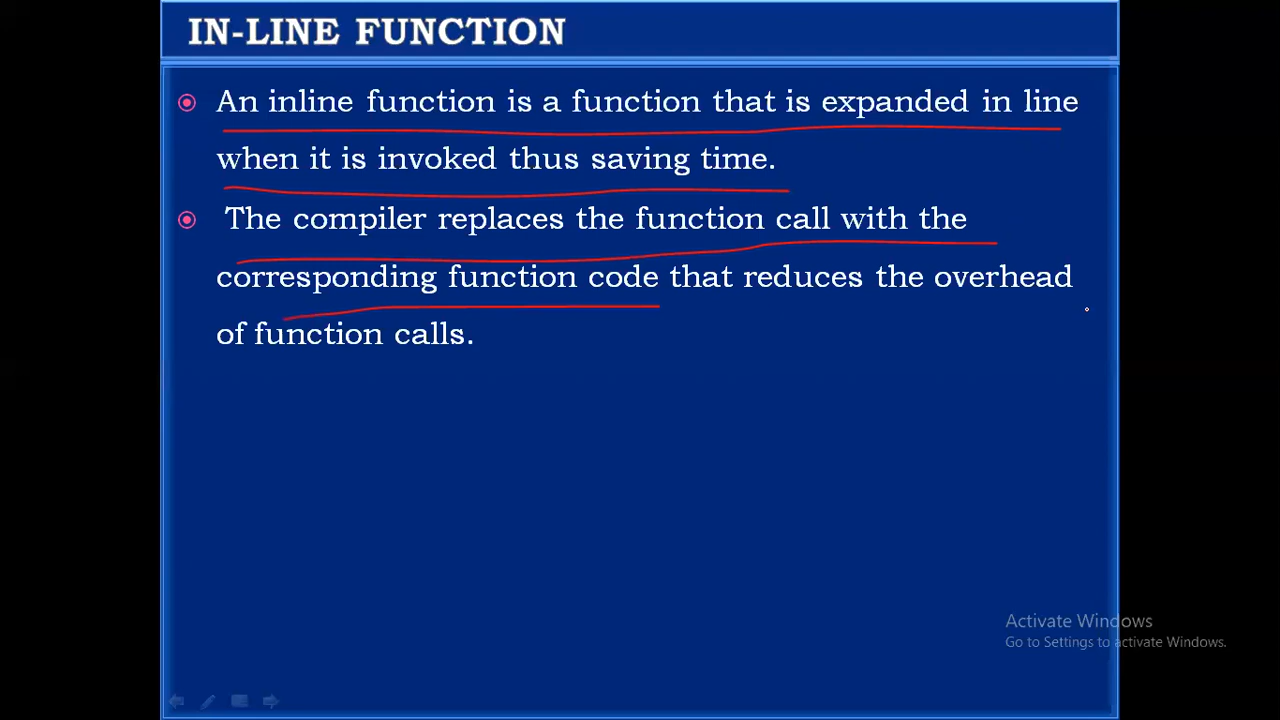 IN-LINE FUNCTION
An inline function is a function that is expanded in line
when it is invoked thus saving time.
The compiler replaces the function call with the
corresponding function code that reduces the overhead
of function calls.
Activate Windows
Go to Settings to activate Windows.